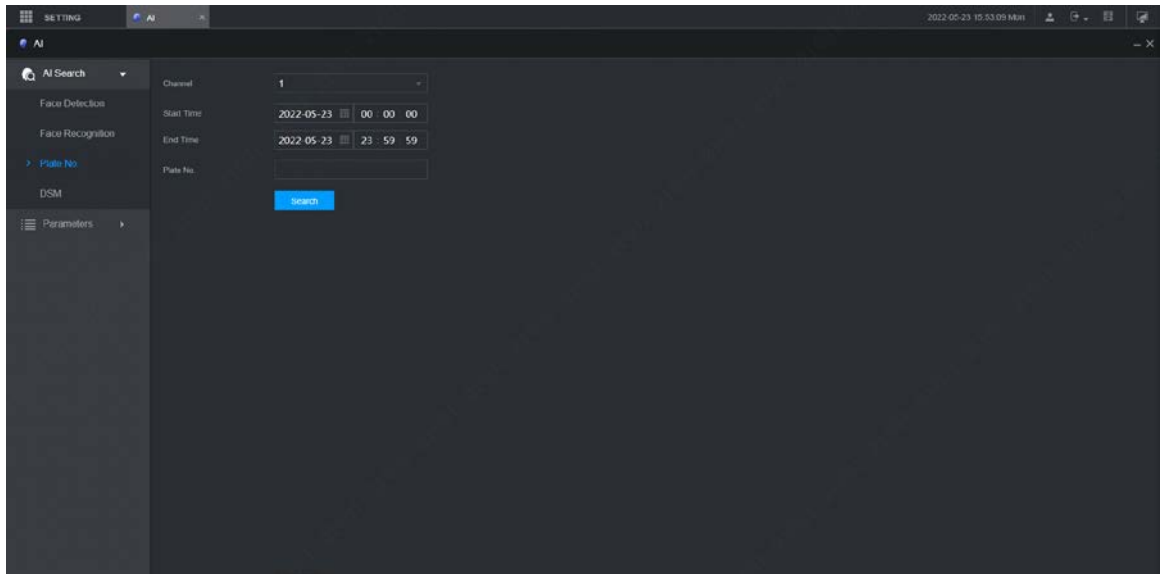 SETTING AI 2022-05-23 15:53:09 Mon
AI
AI Search
Face Detection
Face Recognition
Plate No.
DSM
Parameters
Channel 1
Start Time 2022-05-23 00 : 00 : 00
End Time 2022-05-23 23 : 59 : 59
Plate No.
Search